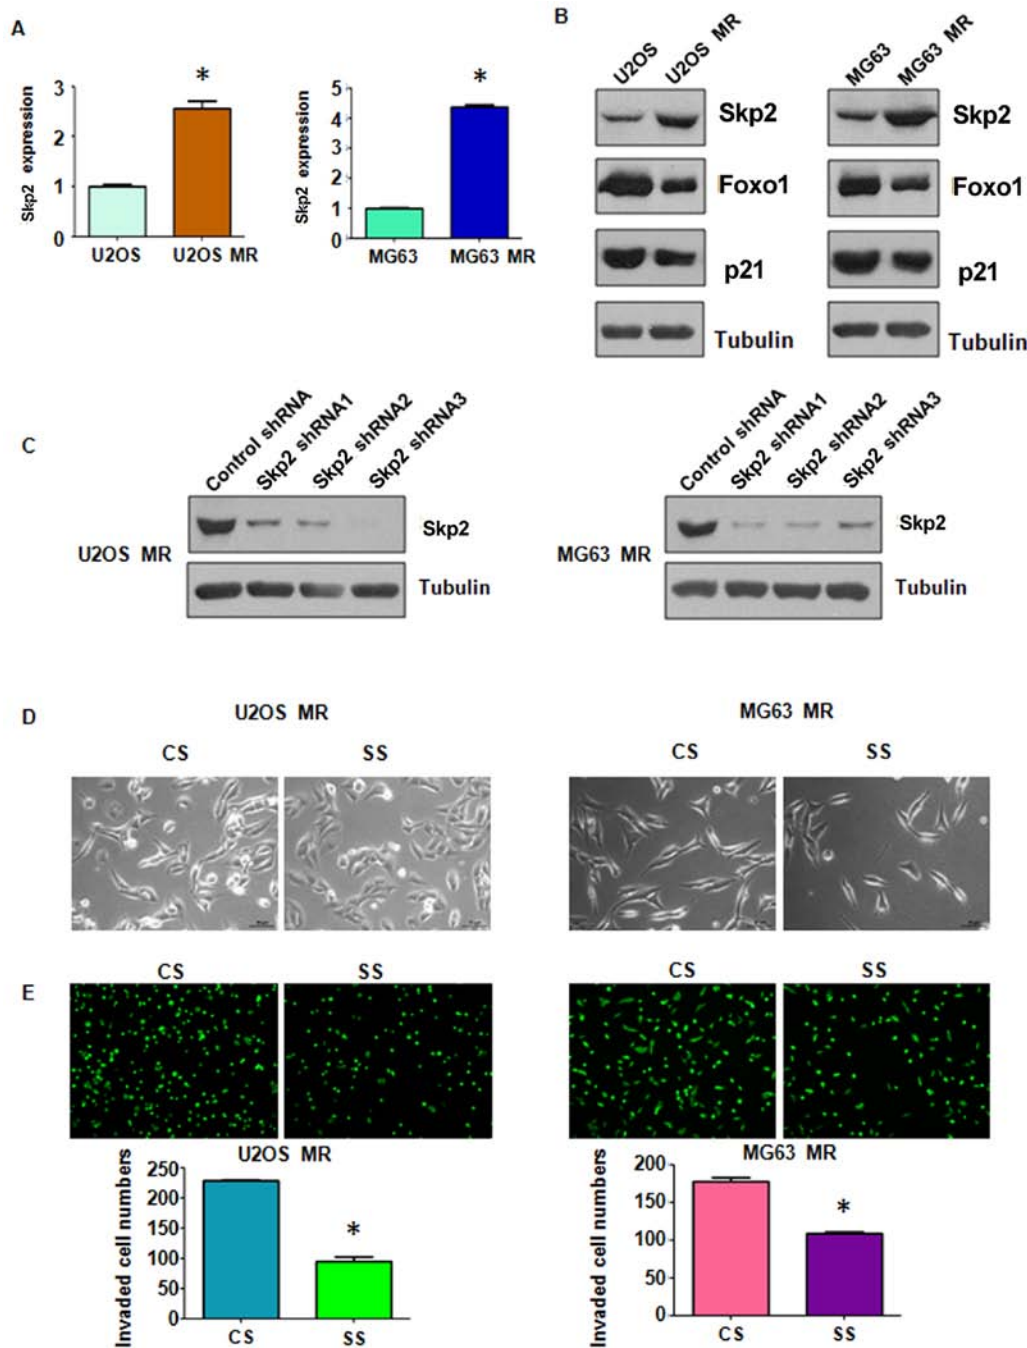 A
Skp2 expression
3
2
1
0
U2OS
U2OS MR
*
Skp2 expression
5
4
3
2
1
0
MG63
MG63 MR
*
B
U2OS
U2OS MR
Skp2
Foxo1
p21
Tubulin
MG63
MG63 MR
Skp2
Foxo1
p21
Tubulin
C
Control shRNA
Skp2 shRNA1
Skp2 shRNA2
Skp2 shRNA3
U2OS MR
Skp2
Tubulin
Control shRNA
Skp2 shRNA1
Skp2 shRNA2
Skp2 shRNA3
MG63 MR
Skp2
Tubulin
D
U2OS MR
CS
SS
MG63 MR
CS
SS
E
CS
SS
CS
SS
U2OS MR
Invaded cell numbers
250
200
150
100
50
0
CS
SS
*
MG63 MR
Invaded cell numbers
200
150
100
50
0
CS
SS
*